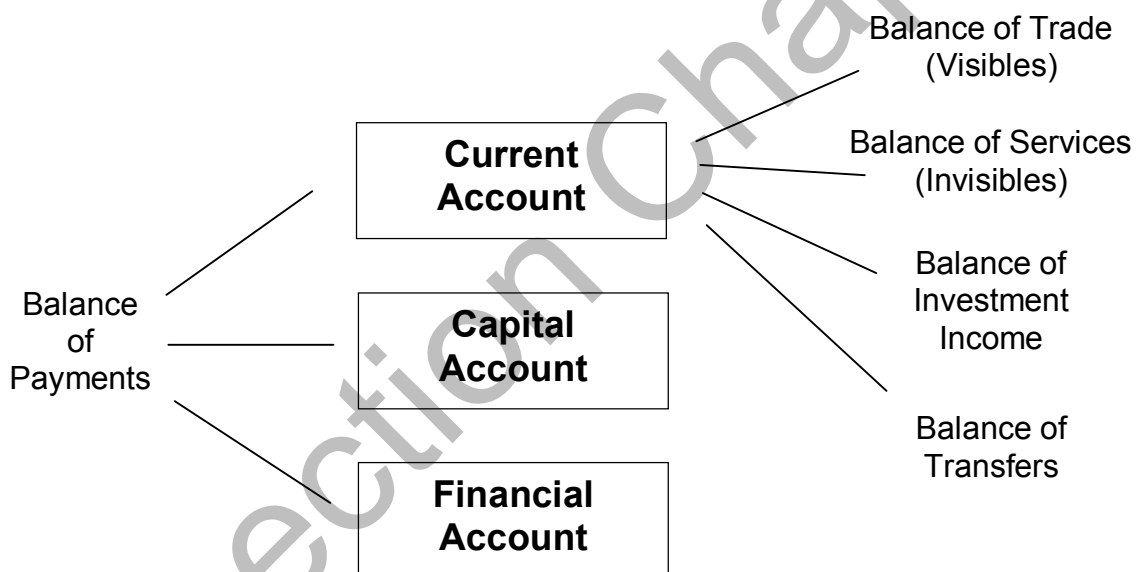 Balance
of
Payments
Current
Account
Capital
Account
Financial
Account
Balance of Trade
(Visibles)
Balance of Services
(Invisibles)
Balance of
Investment
Income
Balance of
Transfers